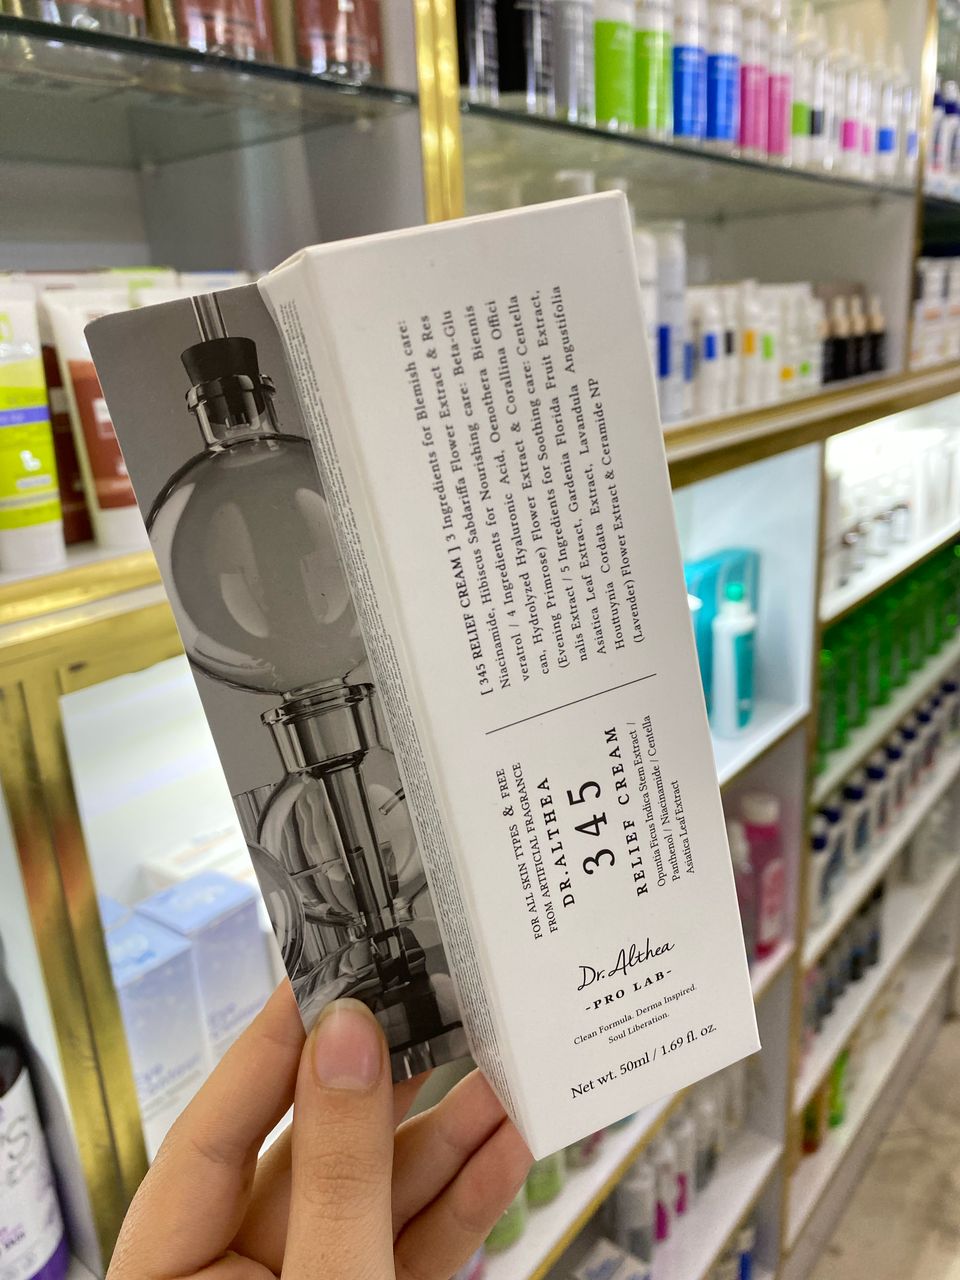 [ 345 RELIEF CREAM ] 3 Ingredients for Blemish care:
Niacinamide, Hibiscus Sabdariffa Flower Extract & Res
veratrol / 4 Ingredients for Nourishing care: Beta-Glu
can, Hydrolyzed Hyaluronic Acid, Oenothera Biennis
(Evening Primrose) Flower Extract & Corallina Offici
nalis Extract / 5 Ingredients for Soothing care: Centella
Asiatica Leaf Extract, Gardenia Florida Fruit Extract,
Houttuynia Cordata Extract, Lavandula Angustifolia
(Lavender) Flower Extract & Ceramide NP
FOR ALL SKIN TYPES & FREE
FROM ARTIFICIAL FRAGRANCE
DR.ALTHEA
345
RELIEF CREAM
Opuntia Ficus Indica Stem Extract /
Panthenol / Niacinamide / Centella
Asiatica Leaf Extract
Dr.Althea
-PRO LAB-
Clean Formula. Derma Inspired.
Soul Liberation.
Net wt. 50ml / 1.69 fl. oz.